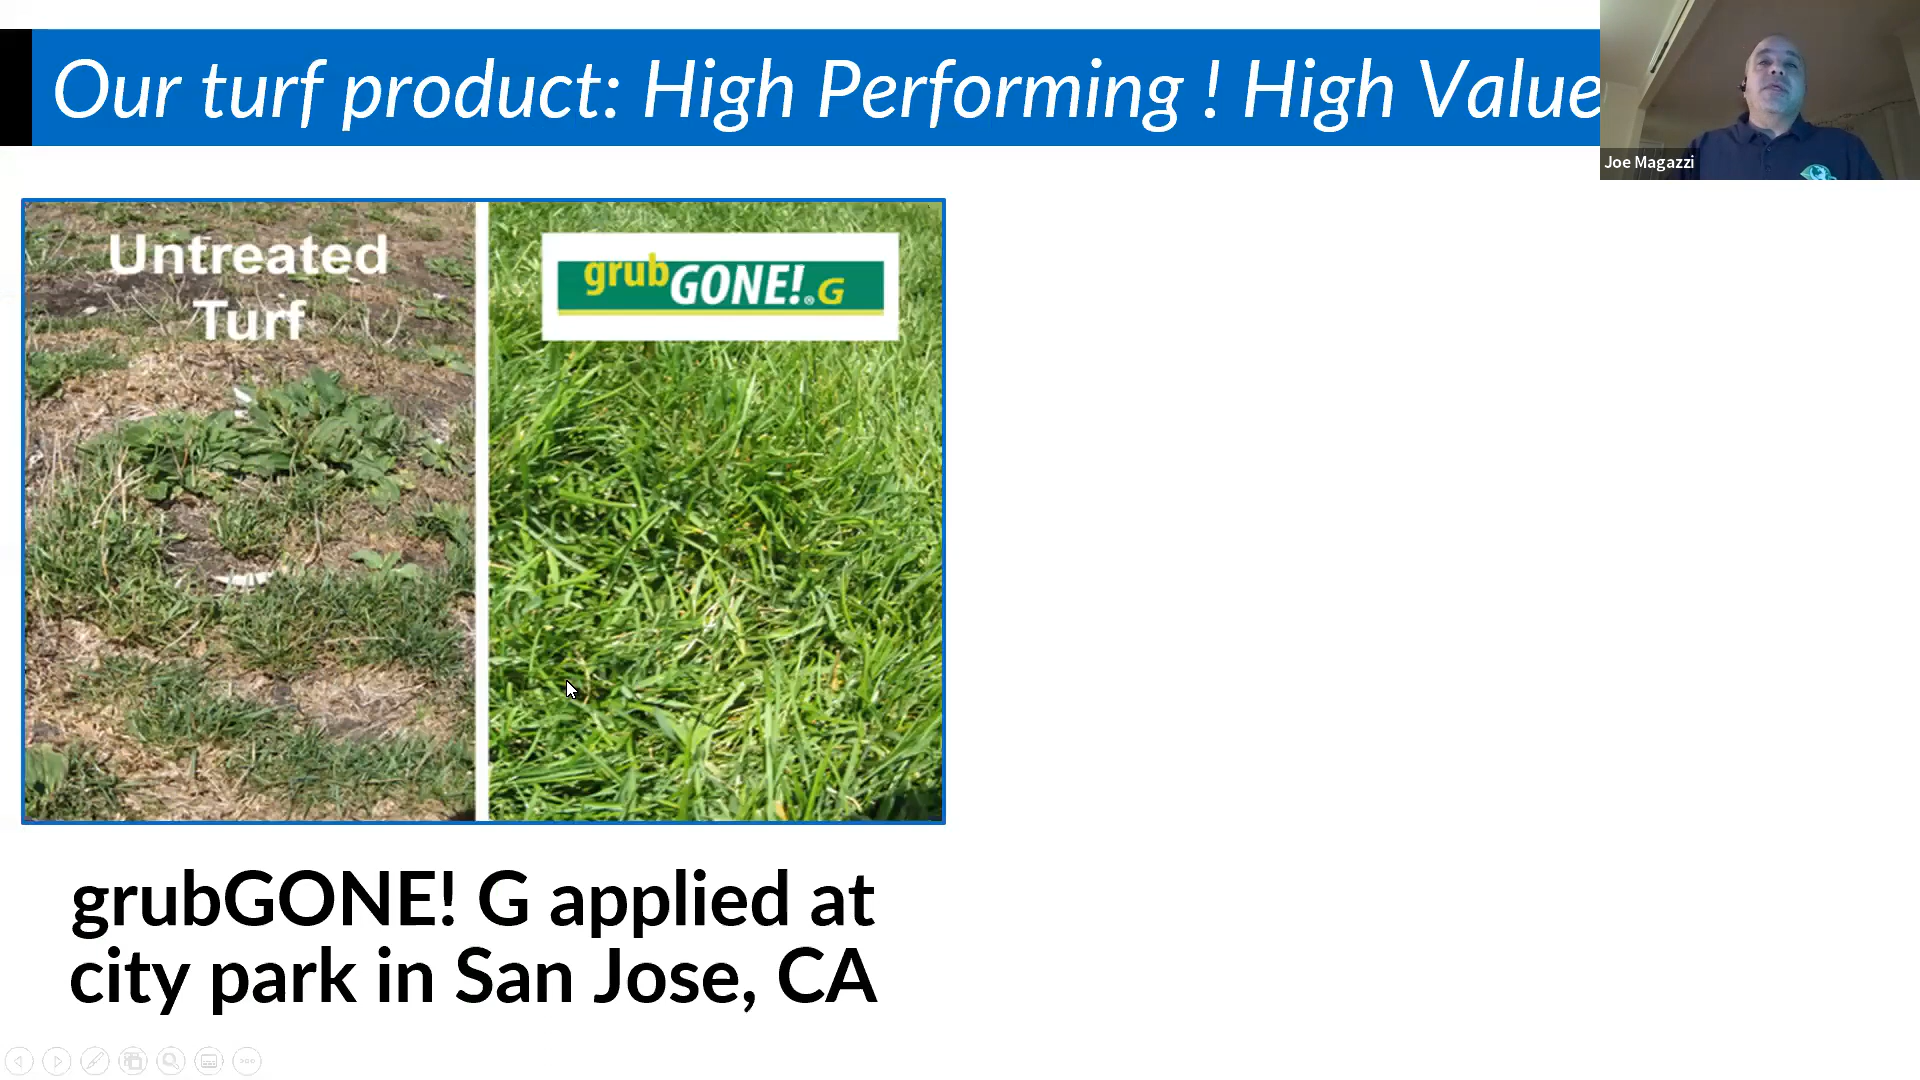 Our turf product: High Performing ! High Value
Joe Magazzi
Untreated
Turf
grubGONE!® G
grubGONE! G applied at
city park in San Jose, CA